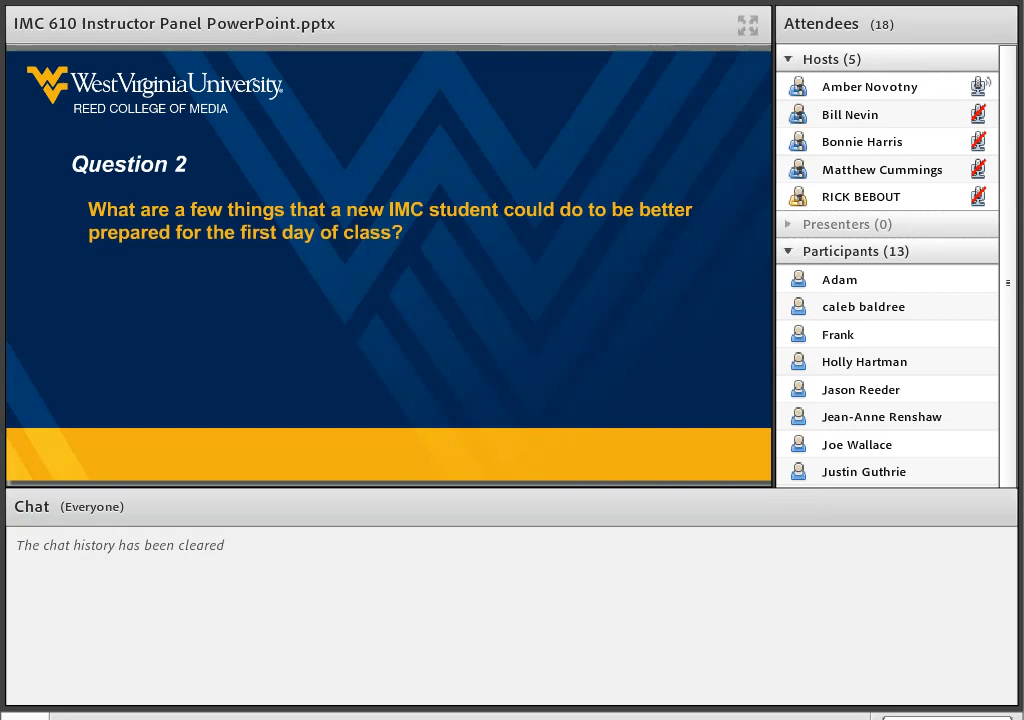 IMC 610 Instructor Panel PowerPoint.pptx
WestVirginiaUniversity®
REED COLLEGE OF MEDIA
Question 2
What are a few things that a new IMC student could do to be better
prepared for the first day of class?
Attendees (18)
Hosts (5)
Amber Novotny
Bill Nevin
Bonnie Harris
Matthew Cummings
RICK BEBOUT
Presenters (0)
Participants (13)
Adam
caleb baldree
Frank
Holly Hartman
Jason Reeder
Jean-Anne Renshaw
Joe Wallace
Justin Guthrie
Chat (Everyone)
The chat history has been cleared